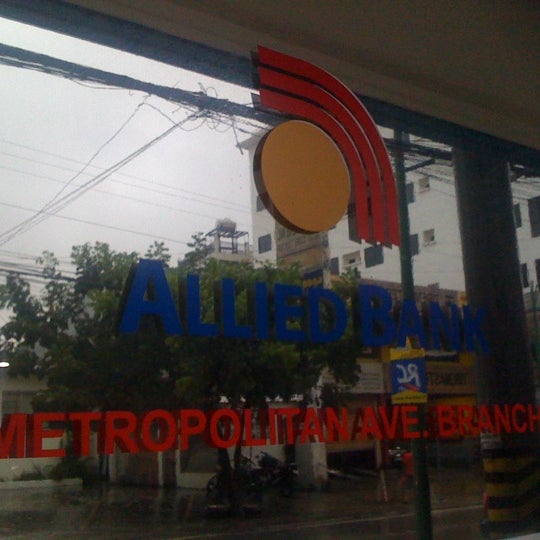 ALLIED BANK
METROPOLITAN AVE. BRANCH